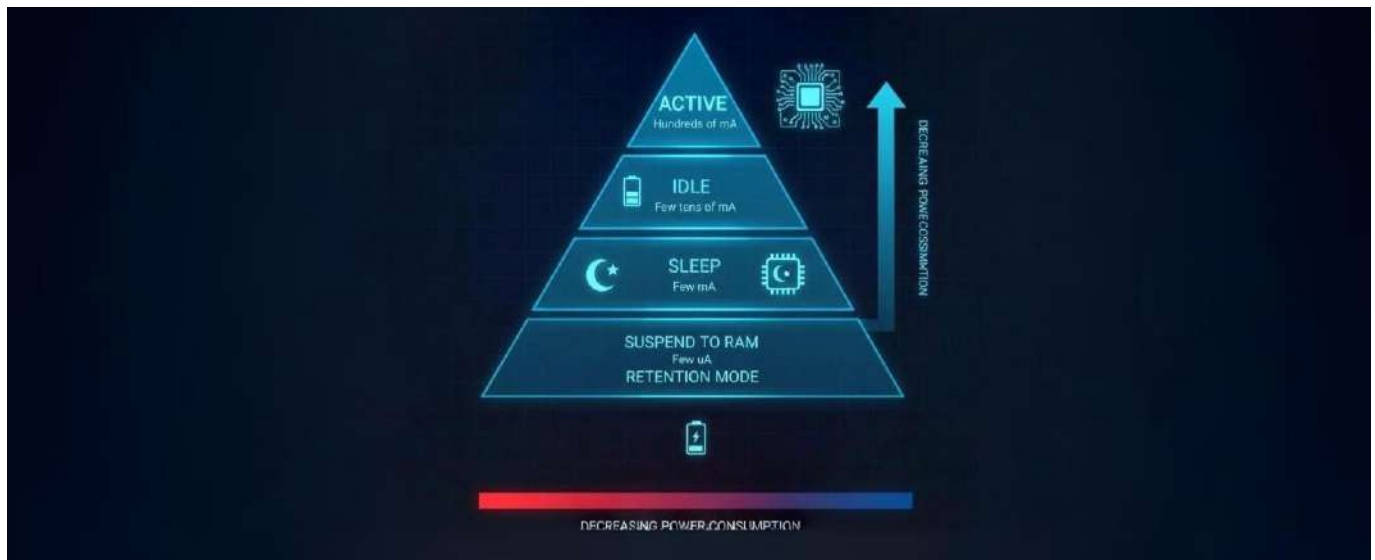 ACTIVE
Hundreds of mA
IDLE
Few tens of mA
SLEEP
Few mA
SUSPEND TO RAM
Few uA
RETENTION MODE
DECREAING POWECOSSIMMTION
DECREASING POWER CONSUMPTION